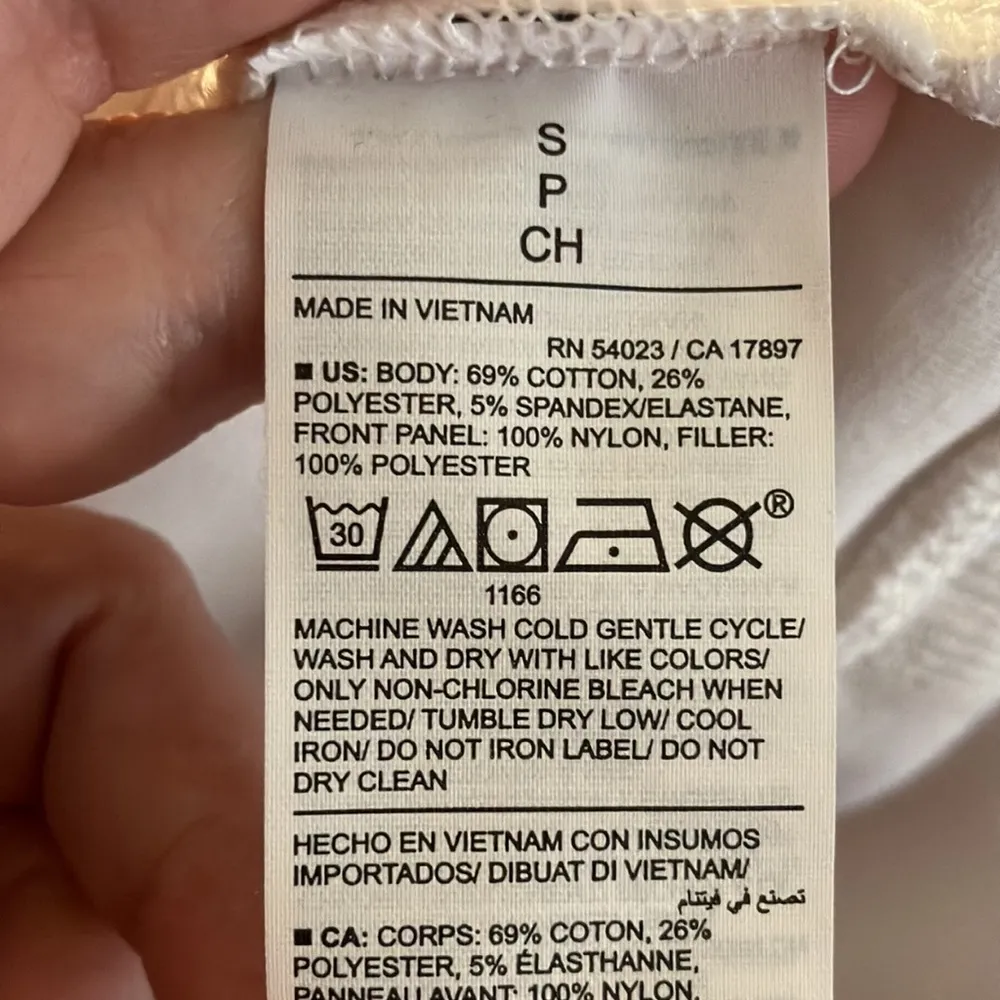 S
P
CH
MADE IN VIETNAM
RN 54023 / CA 17897
■ US: BODY: 69% COTTON, 26%
POLYESTER, 5% SPANDEX/ELASTANE,
FRONT PANEL: 100% NYLON, FILLER:
100% POLYESTER
30
®
1166
MACHINE WASH COLD GENTLE CYCLE/
WASH AND DRY WITH LIKE COLORS/
ONLY NON-CHLORINE BLEACH WHEN
NEEDED/ TUMBLE DRY LOW/ COOL
IRON/ DO NOT IRON LABEL/ DO NOT
DRY CLEAN
HECHO EN VIETNAM CON INSUMOS
IMPORTADOS/ DIBUAT DI VIETNAM/
تصنع في فيتنام
■ CA: CORPS: 69% COTON, 26%
POLYESTER, 5% ÉLASTHANNE,
PANNEAU AVANT: 100% NYLON,